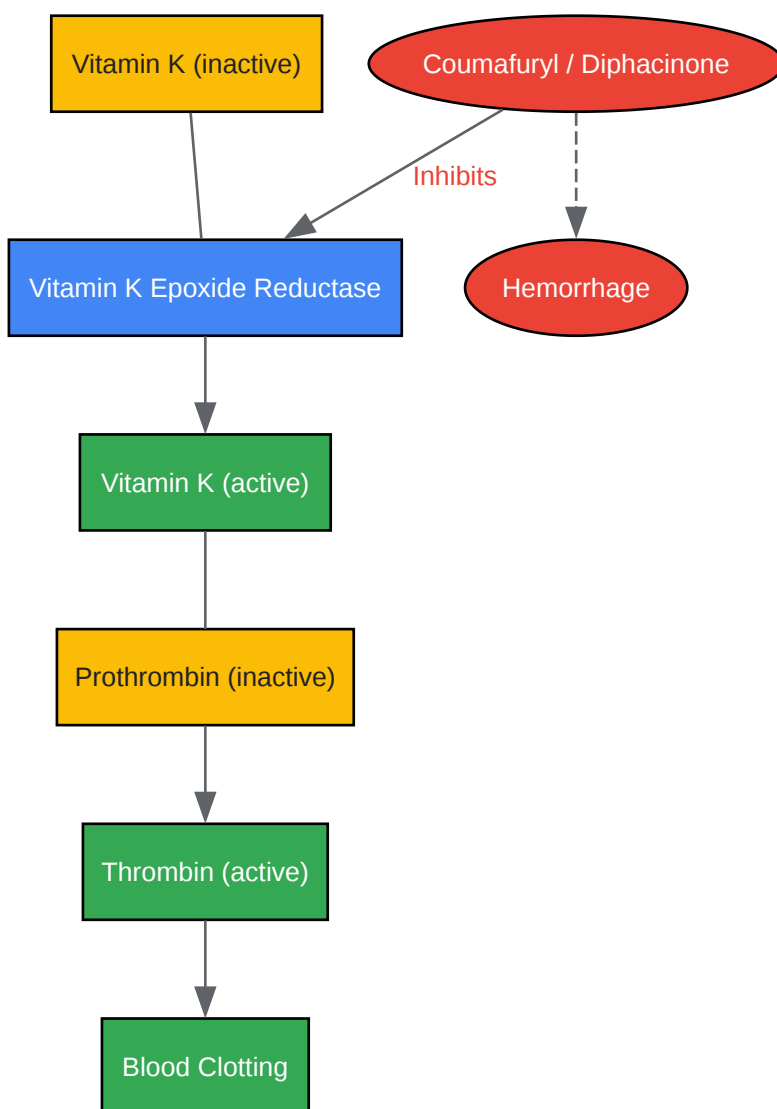 Vitamin K (inactive)
Coumafuryl / Diphacinone
Inhibits
Vitamin K Epoxide Reductase
Hemorrhage
Vitamin K (active)
Prothrombin (inactive)
Thrombin (active)
Blood Clotting